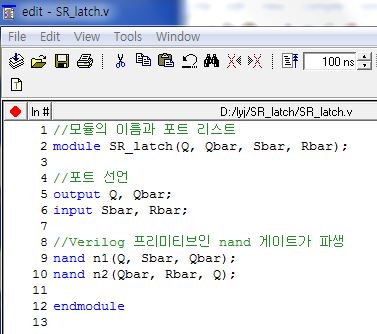 edit - SR_latch.v
File Edit View Tools Window
100 ns
ln # D:/lyj/SR_latch/SR_latch.v
1 //모듈의 이름과 포트 리스트
2 module SR_latch(Q, Qbar, Sbar, Rbar);
3
4 //포트 선언
5 output Q, Qbar;
6 input Sbar, Rbar;
7
8 //Verilog 프리미티브인 nand 게이트가 파생
9 nand n1(Q, Sbar, Qbar);
10 nand n2(Qbar, Rbar, Q);
11
12 endmodule
13